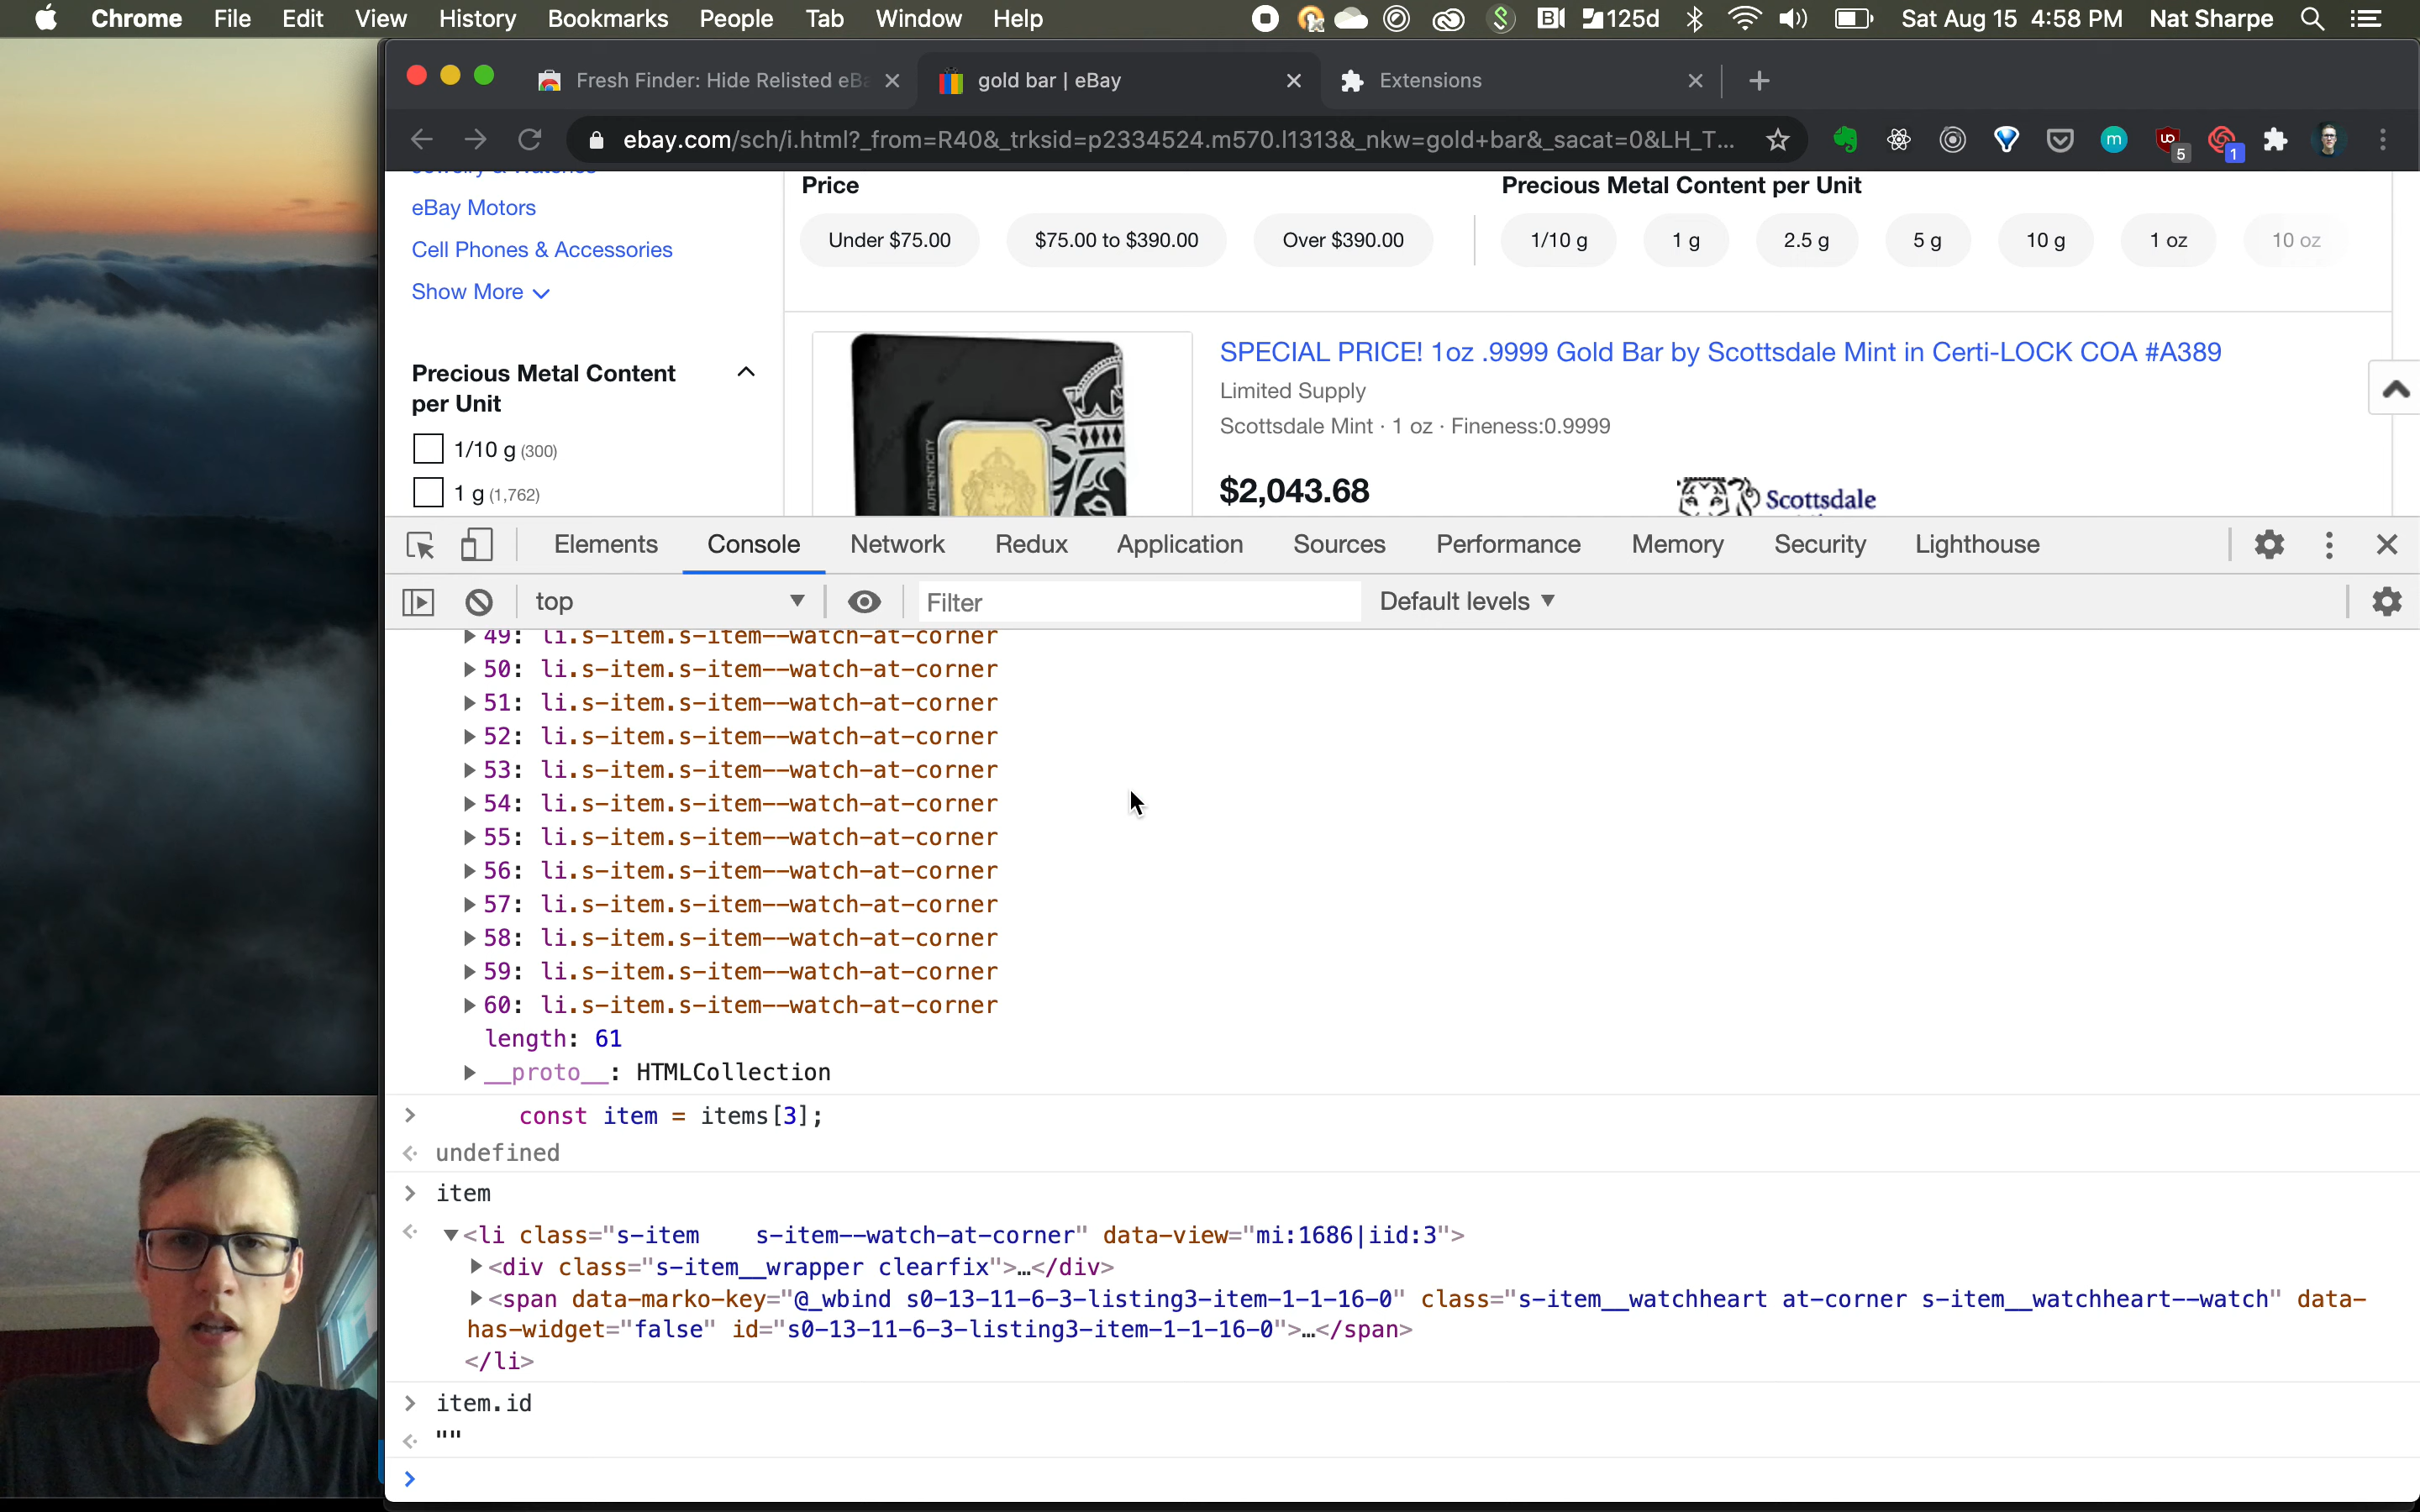 Chrome File Edit View History Bookmarks People Tab Window Help 125d Sat Aug 15 4:58 PM Nat Sharpe
Fresh Finder: Hide Relisted eBa
gold bar | eBay
Extensions
ebay.com/sch/i.html?_from=R40&_trksid=p2334524.m570.l1313&_nkw=gold+bar&_sacat=0&LH_T...
5
1
Jewelry & Watches
eBay Motors
Cell Phones & Accessories
Show More
Precious Metal Content
per Unit
1/10 g (300)
1 g (1,762)
Price
Under $75.00
$75.00 to $390.00
Over $390.00
Precious Metal Content per Unit
1/10 g
1 g
2.5 g
5 g
10 g
1 oz
10 oz
AUTHENTICITY
SPECIAL PRICE! 1oz .9999 Gold Bar by Scottsdale Mint in Certi-LOCK COA #A389
Limited Supply
Scottsdale Mint · 1 oz · Fineness:0.9999
$2,043.68
Scottsdale
Elements Console Network Redux Application Sources Performance Memory Security Lighthouse
top
Filter
Default levels
49: li.s-item.s-item--watch-at-corner
50: li.s-item.s-item--watch-at-corner
51: li.s-item.s-item--watch-at-corner
52: li.s-item.s-item--watch-at-corner
53: li.s-item.s-item--watch-at-corner
54: li.s-item.s-item--watch-at-corner
55: li.s-item.s-item--watch-at-corner
56: li.s-item.s-item--watch-at-corner
57: li.s-item.s-item--watch-at-corner
58: li.s-item.s-item--watch-at-corner
59: li.s-item.s-item--watch-at-corner
60: li.s-item.s-item--watch-at-corner
length: 61
__proto__: HTMLCollection
const item = items[3];
undefined
item
<li class="s-item    s-item--watch-at-corner" data-view="mi:1686|iid:3">
<div class="s-item__wrapper clearfix">…</div>
<span data-marko-key="@_wbind s0-13-11-6-3-listing3-item-1-1-16-0" class="s-item__watchheart at-corner s-item__watchheart--watch" data-
has-widget="false" id="s0-13-11-6-3-listing3-item-1-1-16-0">…</span>
</li>
item.id
""